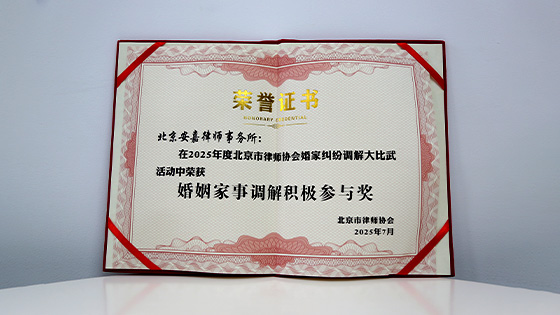 荣誉证书
HONORARY CREDENTIAL
北京安嘉律师事务所：
在2025年度北京市律师协会婚家纠纷调解大比武
活动中荣获
婚姻家事调解积极参与奖
北京市律师协会
2025年7月